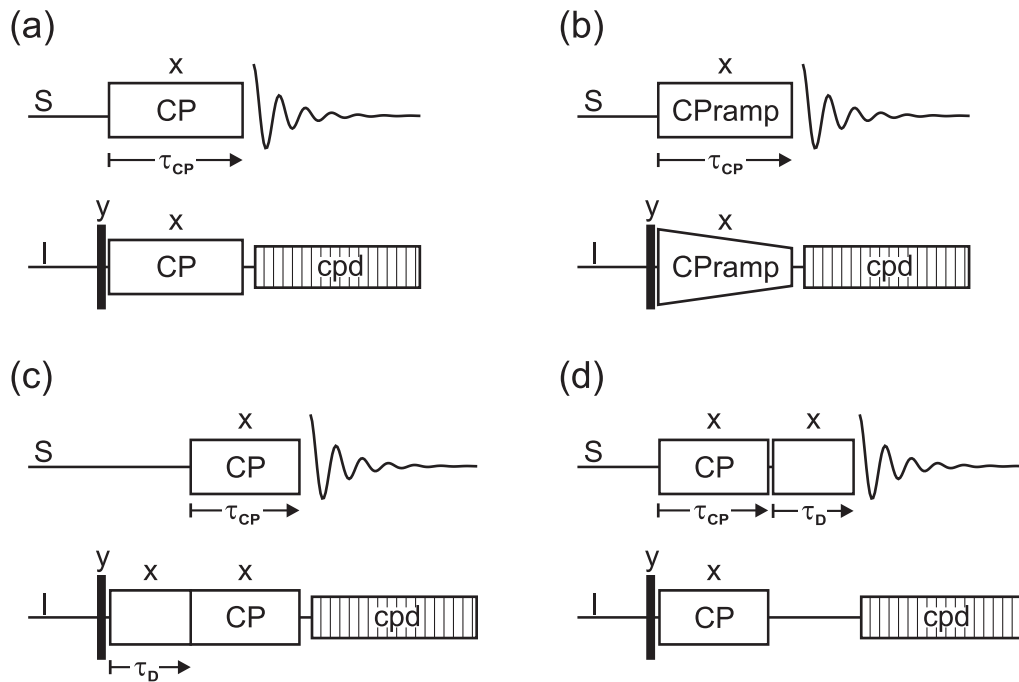 (a)
x
S CP
τCP
y
x
I CP cpd
(b)
x
S CPramp
τCP
y
x
I CPramp cpd
(c)
x
S CP
τCP
y
x x
I CP cpd
τD
(d)
x x
S CP
τCP τD
y
x
I CP cpd